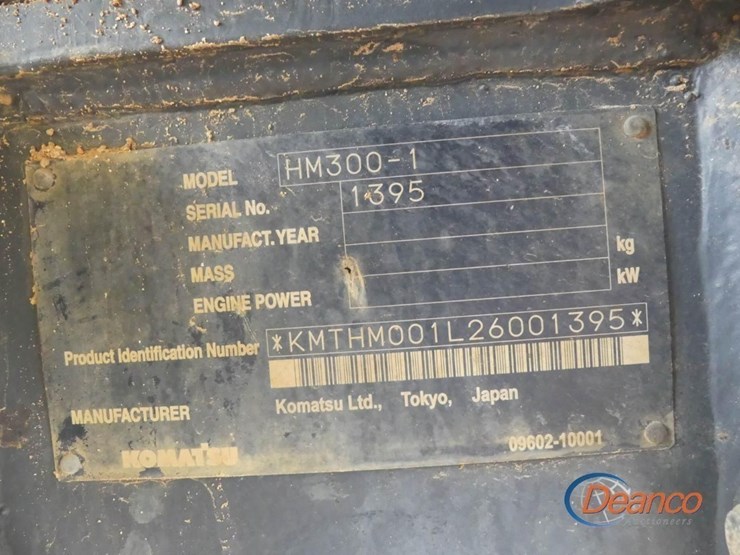 MODEL HM300-1
SERIAL No. 1395
MANUFACT. YEAR
MASS kg
ENGINE POWER kW
Product Identification Number *KMTHM001L26001395*
MANUFACTURER Komatsu Ltd., Tokyo, Japan
KOMATSU 09602-10001
Deanco
Auctioneers